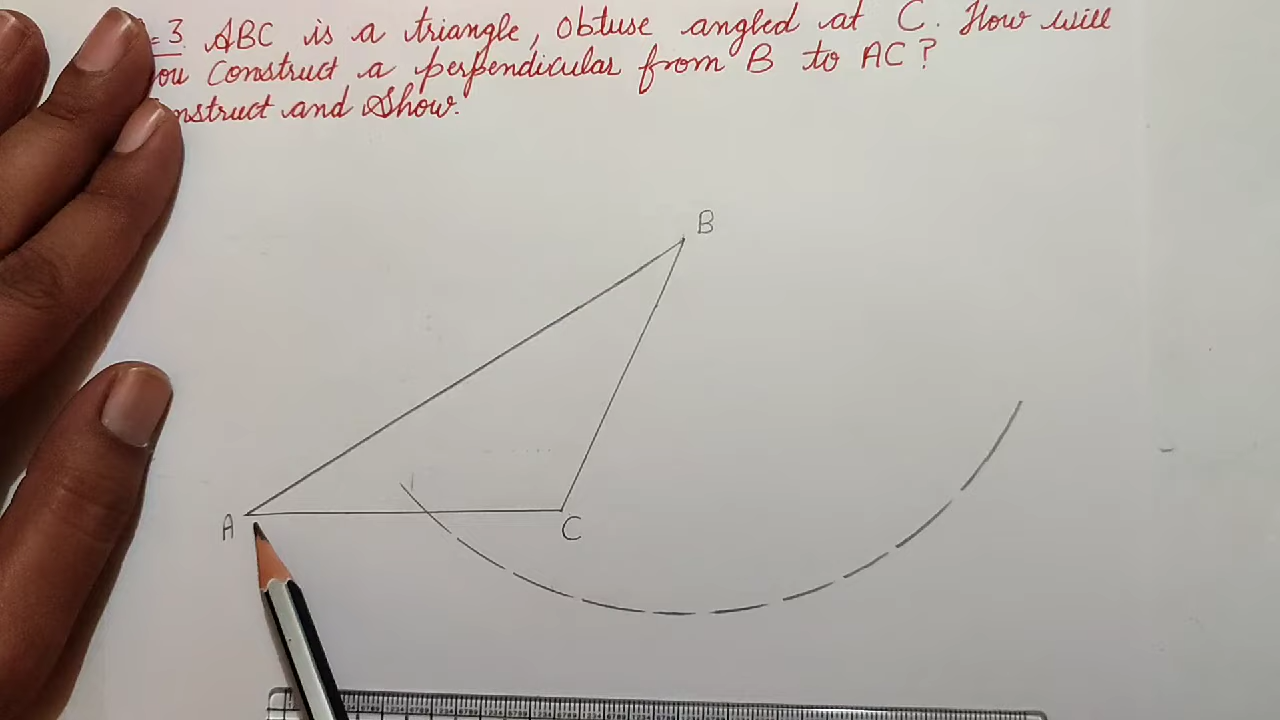 = 3 ABC is a triangle, obtuse angled at C. How will
ou construct a perpendicular from B to AC?
nstruct and Show.
B
A
C